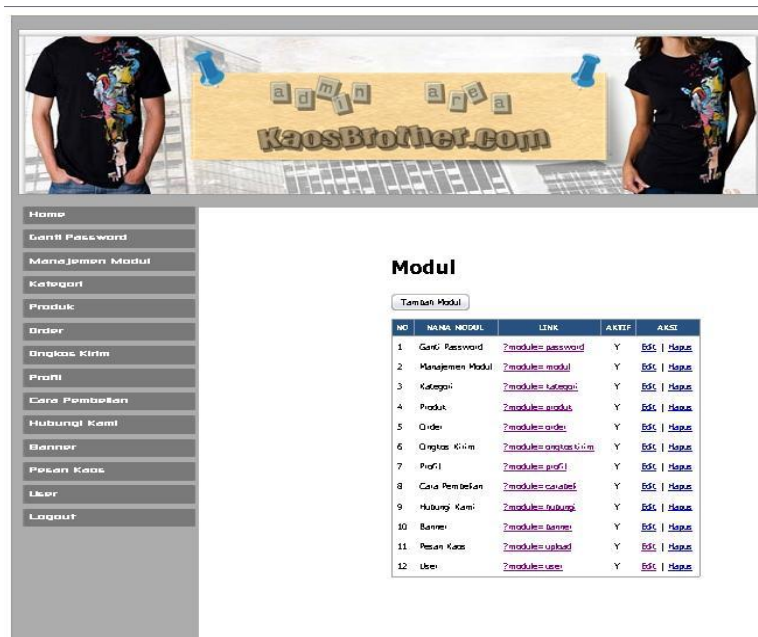 admin area
KaosBrother.com
Home
Ganti Password
Manajemen Modul
Kategori
Produk
Order
Ongkos Kirim
Profil
Cara Pembelian
Hubungi Kami
Banner
Pesan Kaos
User
Logout
Modul
Tambah Modul
NO NAMA MODUL LINK AKTIF AKSI
1 Ganti Password ?module=password Y Edit | Hapus
2 Manajemen Modul ?module=modul Y Edit | Hapus
3 Kategori ?module=kategori Y Edit | Hapus
4 Produk ?module=produk Y Edit | Hapus
5 Order ?module=order Y Edit | Hapus
6 Ongkos Kirim ?module=ongkoskirim Y Edit | Hapus
7 Profil ?module=profil Y Edit | Hapus
8 Cara Pembelian ?module=carabeli Y Edit | Hapus
9 Hubungi Kami ?module=hubungi Y Edit | Hapus
10 Banner ?module=banner Y Edit | Hapus
11 Pesan Kaos ?module=upload Y Edit | Hapus
12 User ?module=user Y Edit | Hapus